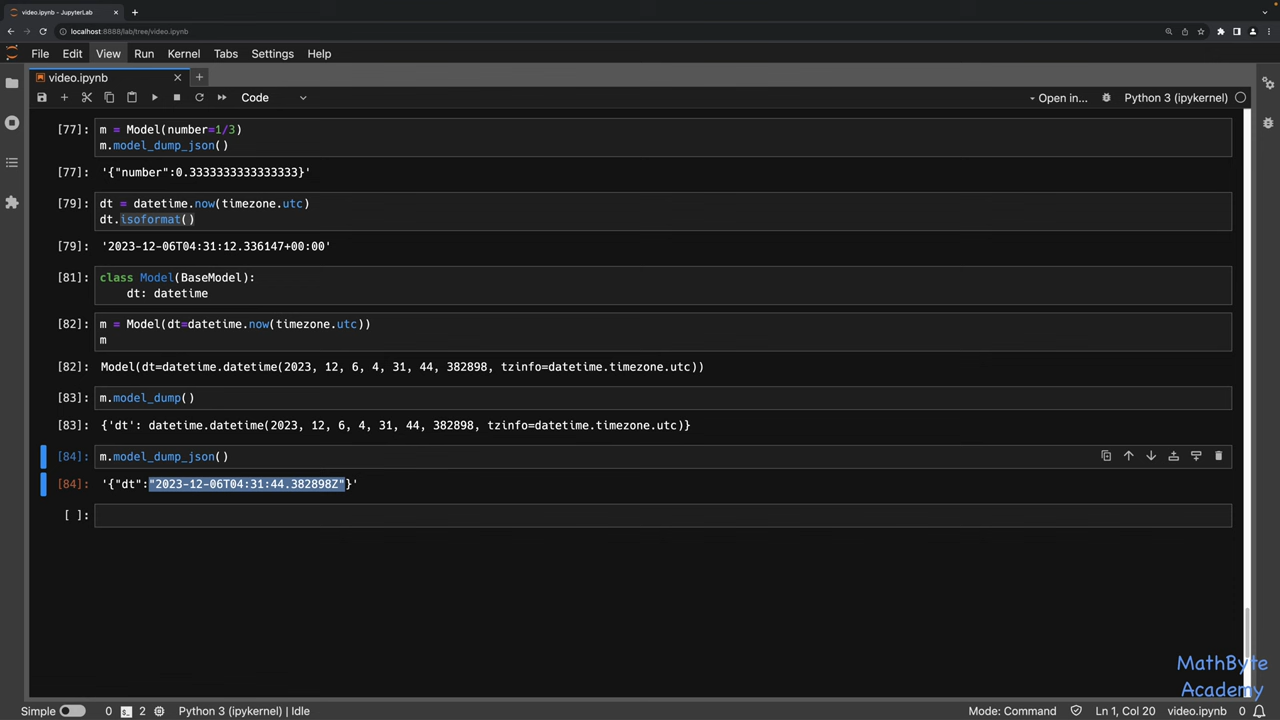 video.ipynb - JupyterLab
localhost:8888/lab/tree/video.ipynb
File Edit View Run Kernel Tabs Settings Help
video.ipynb
Code Open in... Python 3 (ipykernel)
[77]: m = Model(number=1/3)
m.model_dump_json()
[77]: '{"number":0.3333333333333333}'
[79]: dt = datetime.now(timezone.utc)
dt.isoformat()
[79]: '2023-12-06T04:31:12.336147+00:00'
[81]: class Model(BaseModel):
dt: datetime
[82]: m = Model(dt=datetime.now(timezone.utc))
m
[82]: Model(dt=datetime.datetime(2023, 12, 6, 4, 31, 44, 382898, tzinfo=datetime.timezone.utc))
[83]: m.model_dump()
[83]: {'dt': datetime.datetime(2023, 12, 6, 4, 31, 44, 382898, tzinfo=datetime.timezone.utc)}
[84]: m.model_dump_json()
[84]: '{"dt":"2023-12-06T04:31:44.382898Z"}'
[ ]:
MathByte
Academy
Simple 0 2 Python 3 (ipykernel) | Idle Mode: Command Ln 1, Col 20 video.ipynb 0